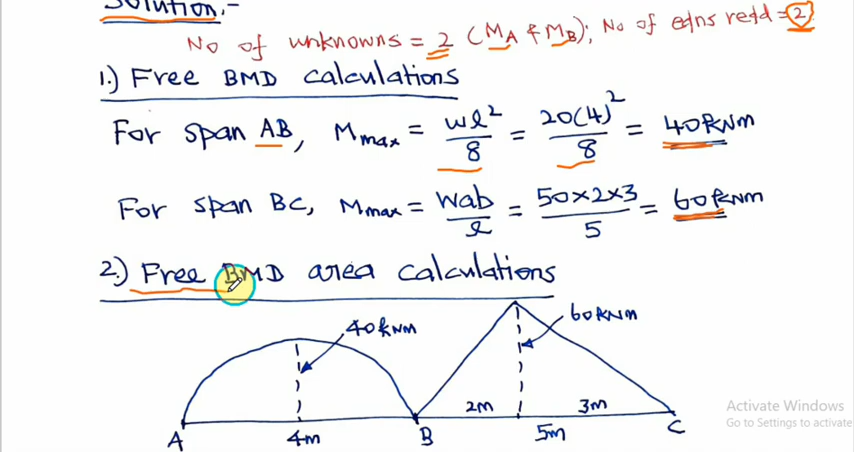 Solution:-
No of unknowns = 2 (MA & MB); No of eqns reqd = 2
1.) Free BMD calculations
For span AB, Mmax = wl²/8 = 20(4)²/8 = 40kNm
For span BC, Mmax = Wab/l = 50×2×3/5 = 60kNm
2.) Free BMD area calculations
40kNm
60kNm
2m
3m
A
4m
B
5m
C
Activate Windows
Go to Settings to activate